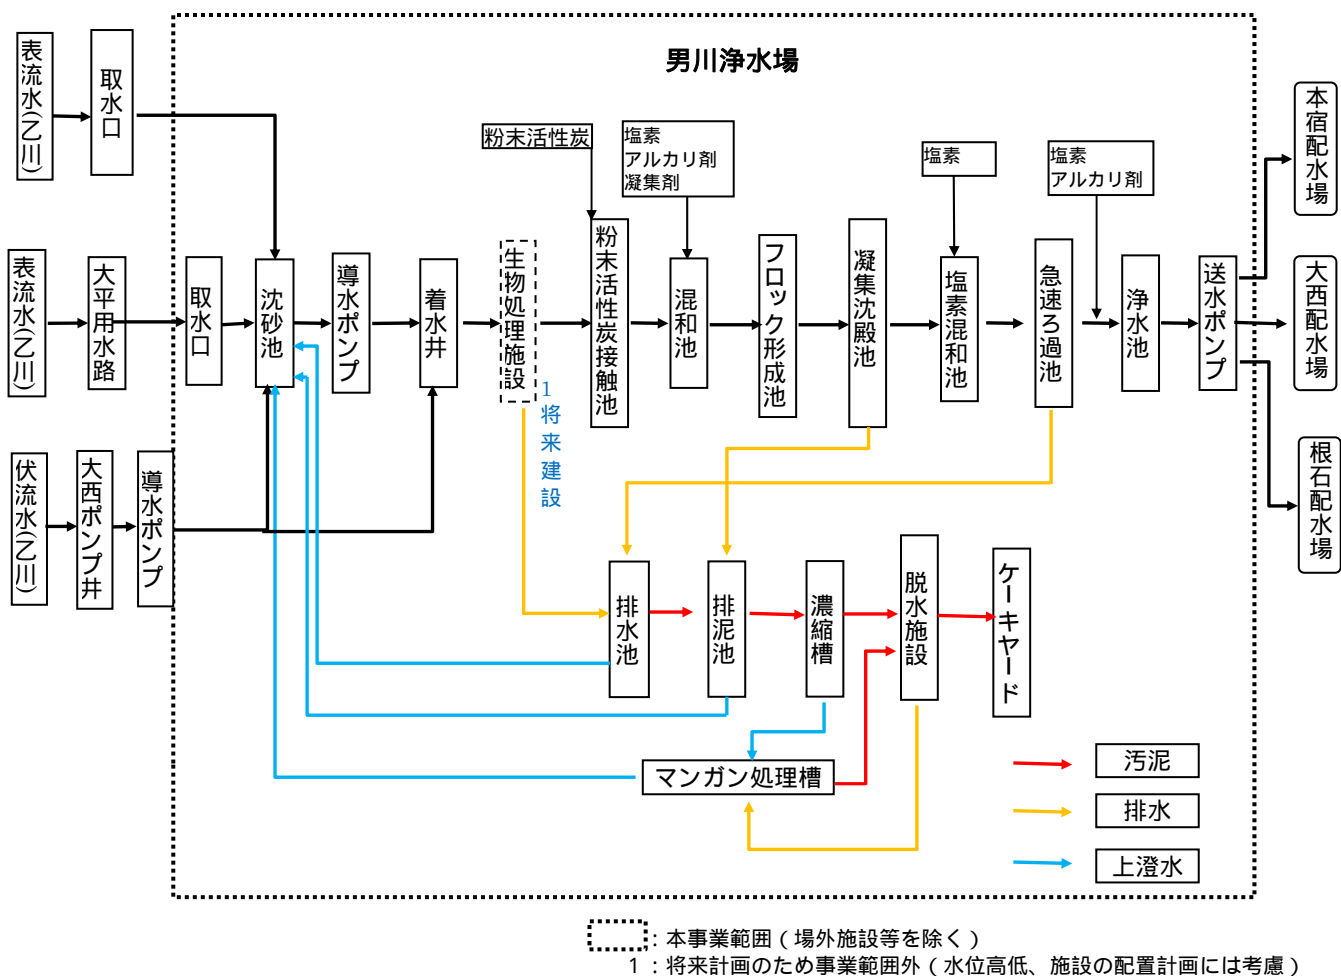 男川浄水場
表流水(乙川)
取水口
表流水(乙川)
大平用水路
取水口
沈砂池
導水ポンプ
着水井
生物処理施設
1
将来建設
粉末活性炭
粉末活性炭接触池
塩素
アルカリ剤
凝集剤
混和池
フロック形成池
凝集沈殿池
塩素
塩素混和池
急速ろ過池
塩素
アルカリ剤
浄水池
送水ポンプ
本宿配水場
大西配水場
根石配水場
伏流水(乙川)
大西ポンプ井
導水ポンプ
排水池
排泥池
濃縮槽
脱水施設
ケーキヤード
マンガン処理槽
汚泥
排水
上澄水
：本事業範囲（場外施設等を除く）
1：将来計画のため事業範囲外（水位高低、施設の配置計画には考慮）